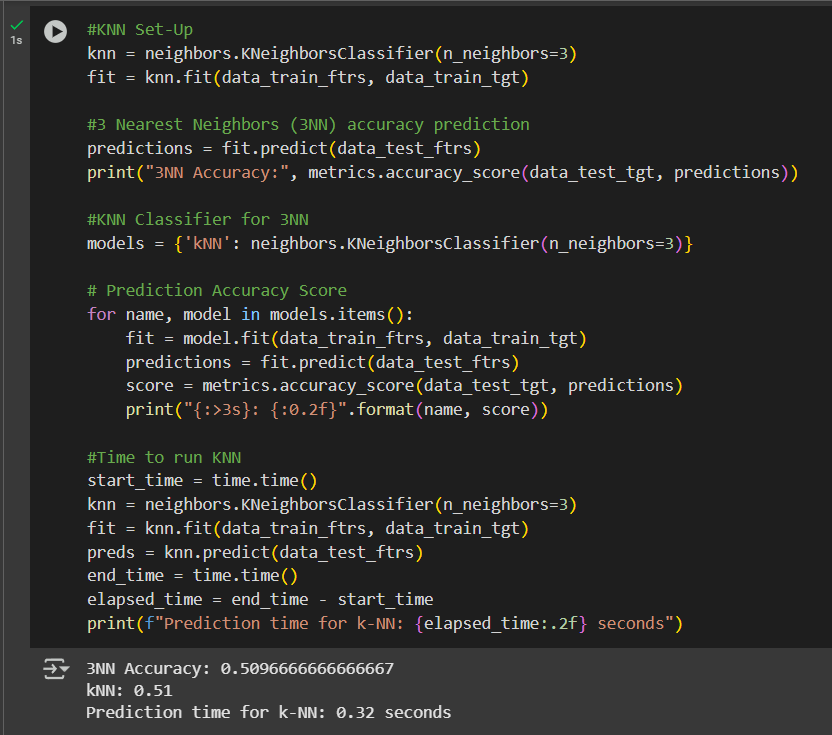 1s
#KNN Set-Up
knn = neighbors.KNeighborsClassifier(n_neighbors=3)
fit = knn.fit(data_train_ftrs, data_train_tgt)
#3 Nearest Neighbors (3NN) accuracy prediction
predictions = fit.predict(data_test_ftrs)
print("3NN Accuracy:", metrics.accuracy_score(data_test_tgt, predictions))
#KNN Classifier for 3NN
models = {'kNN': neighbors.KNeighborsClassifier(n_neighbors=3)}
# Prediction Accuracy Score
for name, model in models.items():
    fit = model.fit(data_train_ftrs, data_train_tgt)
    predictions = fit.predict(data_test_ftrs)
    score = metrics.accuracy_score(data_test_tgt, predictions)
    print("{:>3s}: {:0.2f}".format(name, score))
#Time to run KNN
start_time = time.time()
knn = neighbors.KNeighborsClassifier(n_neighbors=3)
fit = knn.fit(data_train_ftrs, data_train_tgt)
preds = knn.predict(data_test_ftrs)
end_time = time.time()
elapsed_time = end_time - start_time
print(f"Prediction time for k-NN: {elapsed_time:.2f} seconds")
3NN Accuracy: 0.5096666666666667
kNN: 0.51
Prediction time for k-NN: 0.32 seconds